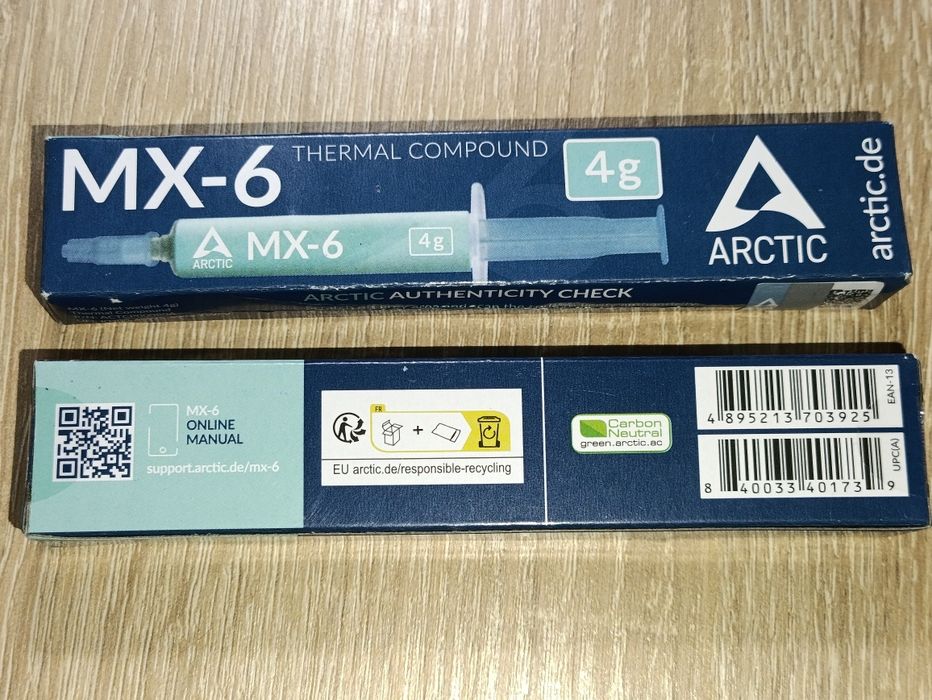 MX-6 THERMAL COMPOUND 4g
ARCTIC
arctic.de
ARCTIC MX-6 4g
ARCTIC AUTHENTICITY CHECK
MX-6
ONLINE
MANUAL
support.arctic.de/mx-6
FR
+
EU arctic.de/responsible-recycling
Carbon
Neutral
green.arctic.ac
4 895213 703925
EAN-13
8 40033 40173 9
UPC(A)